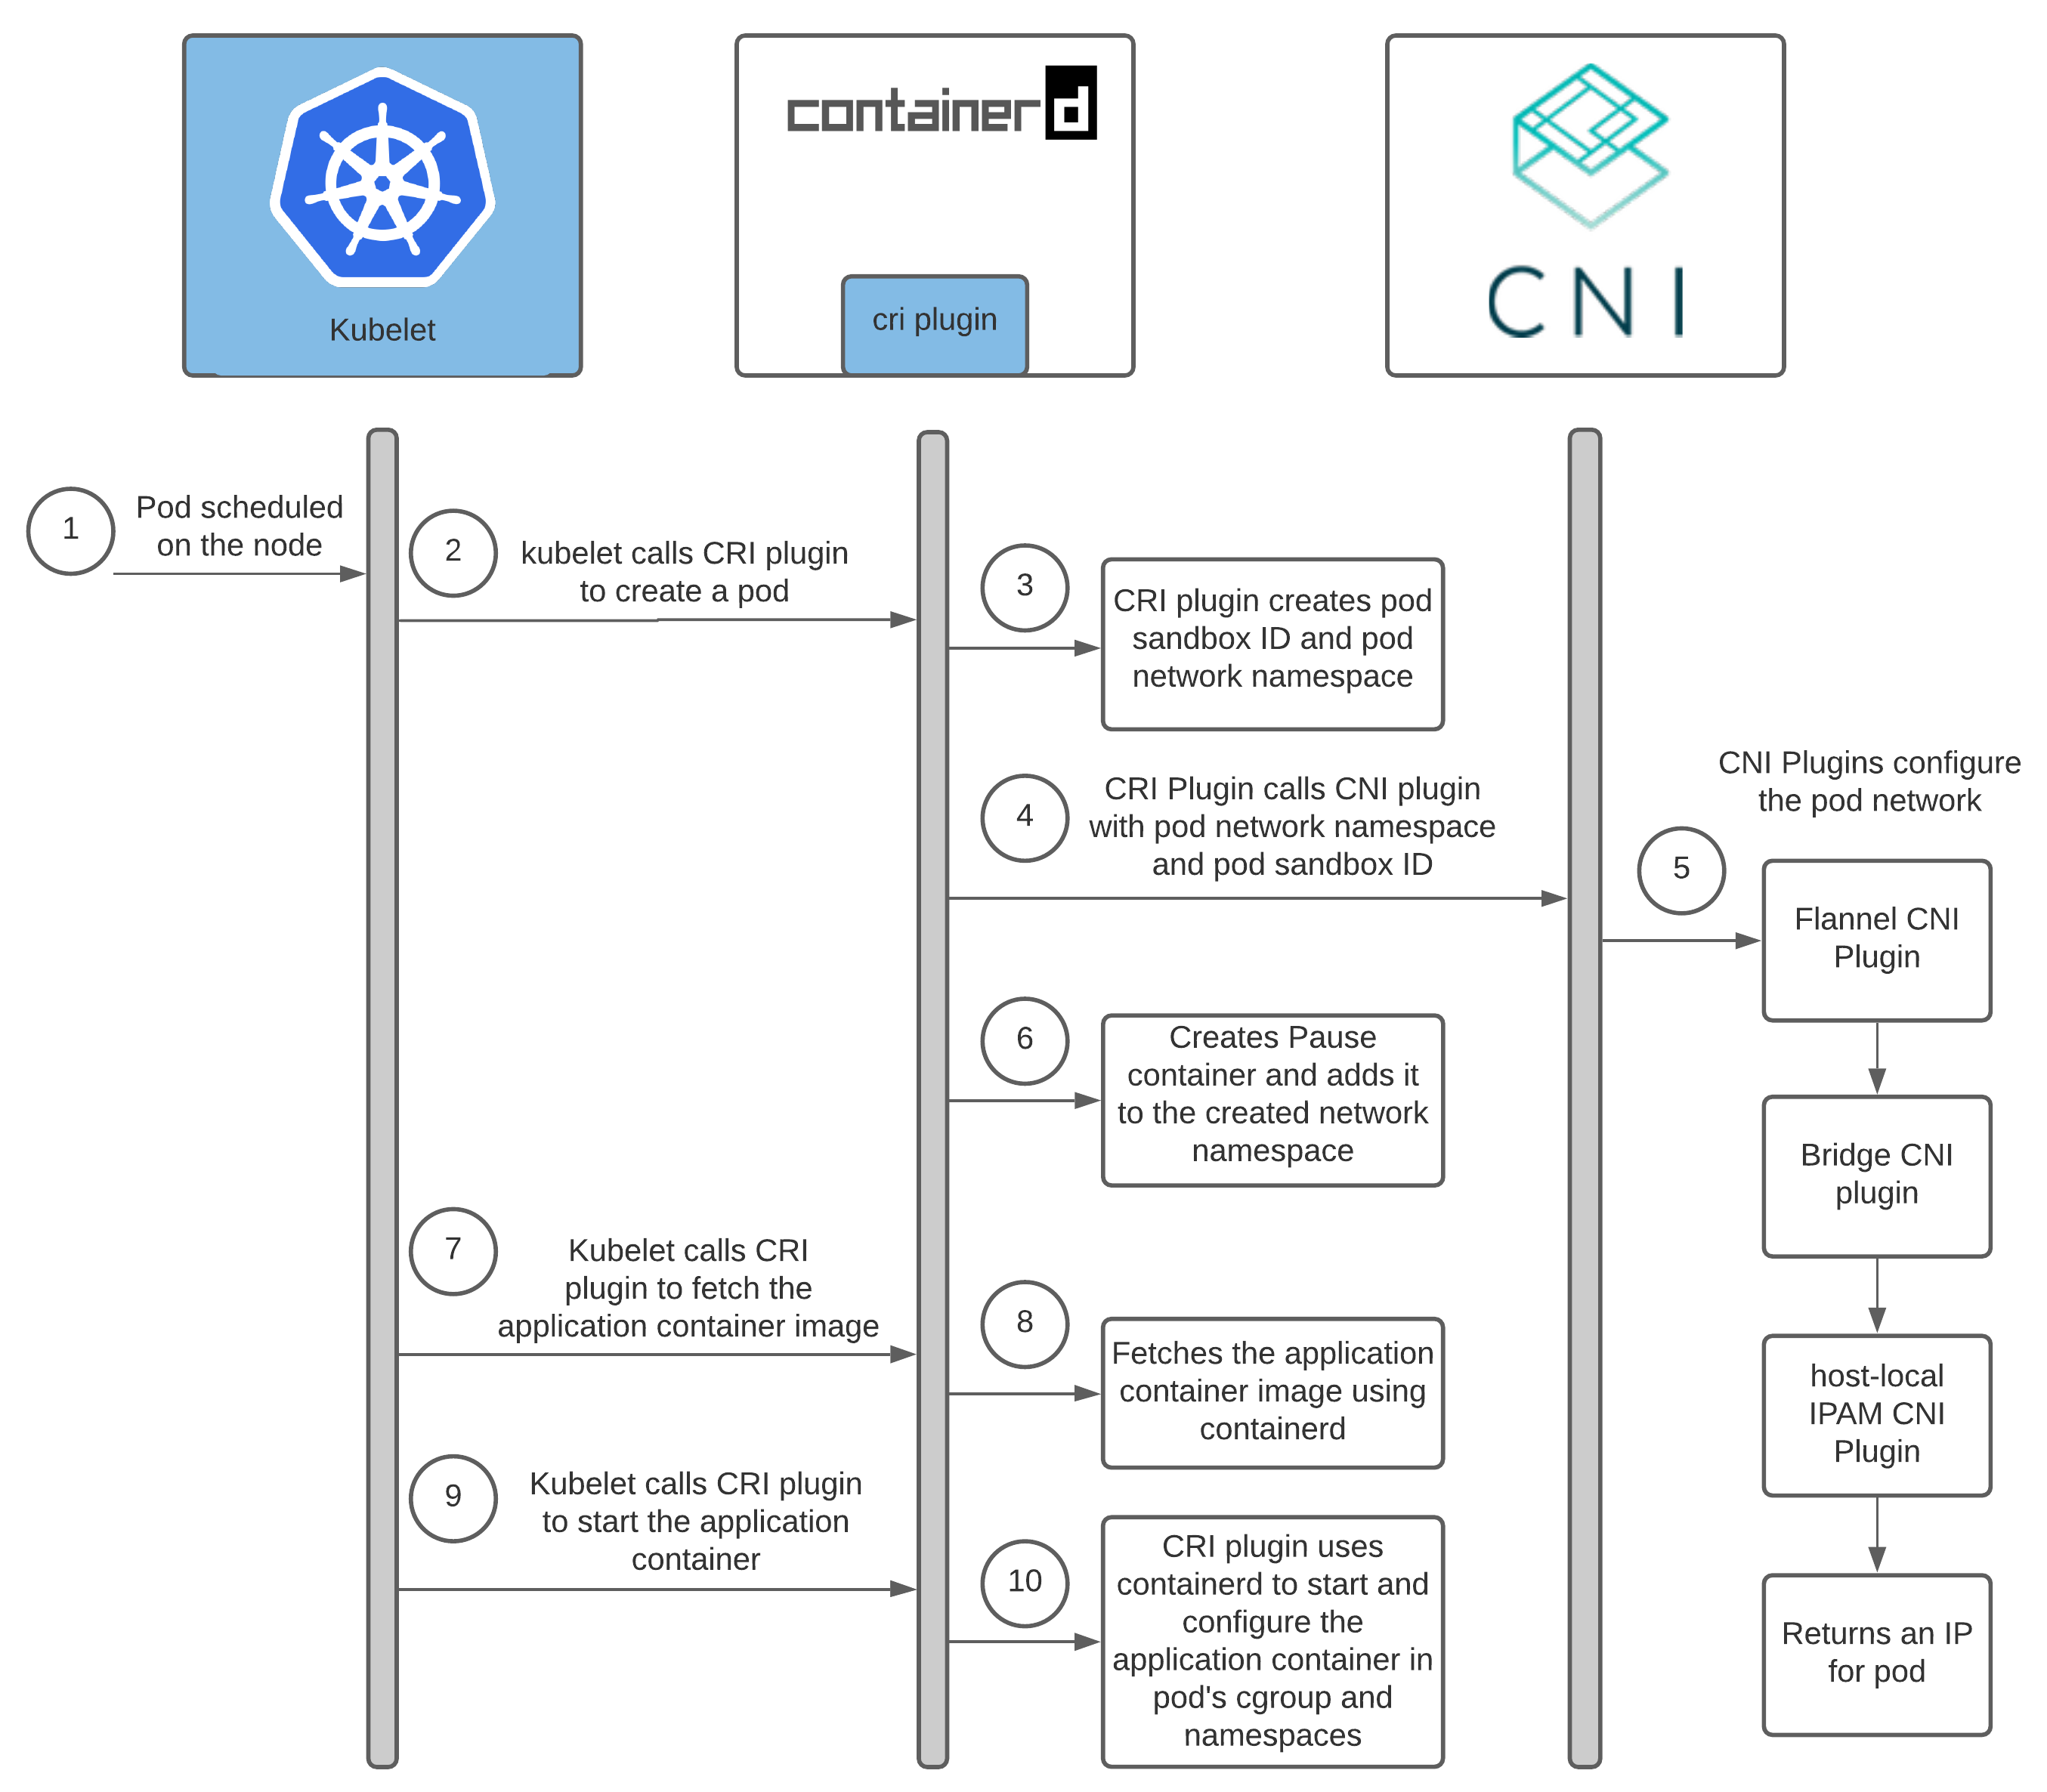 containerd
CNI
cri plugin
Kubelet
1
Pod scheduled
on the node
2
kubelet calls CRI plugin
to create a pod
3
CRI plugin creates pod
sandbox ID and pod
network namespace
4
CRI Plugin calls CNI plugin
with pod network namespace
and pod sandbox ID
CNI Plugins configure
the pod network
5
Flannel CNI
Plugin
Bridge CNI
plugin
host-local
IPAM CNI
Plugin
Returns an IP
for pod
6
Creates Pause
container and adds it
to the created network
namespace
7
Kubelet calls CRI
plugin to fetch the
application container image
8
Fetches the application
container image using
containerd
9
Kubelet calls CRI plugin
to start the application
container
10
CRI plugin uses
containerd to start and
configure the
application container in
pod's cgroup and
namespaces